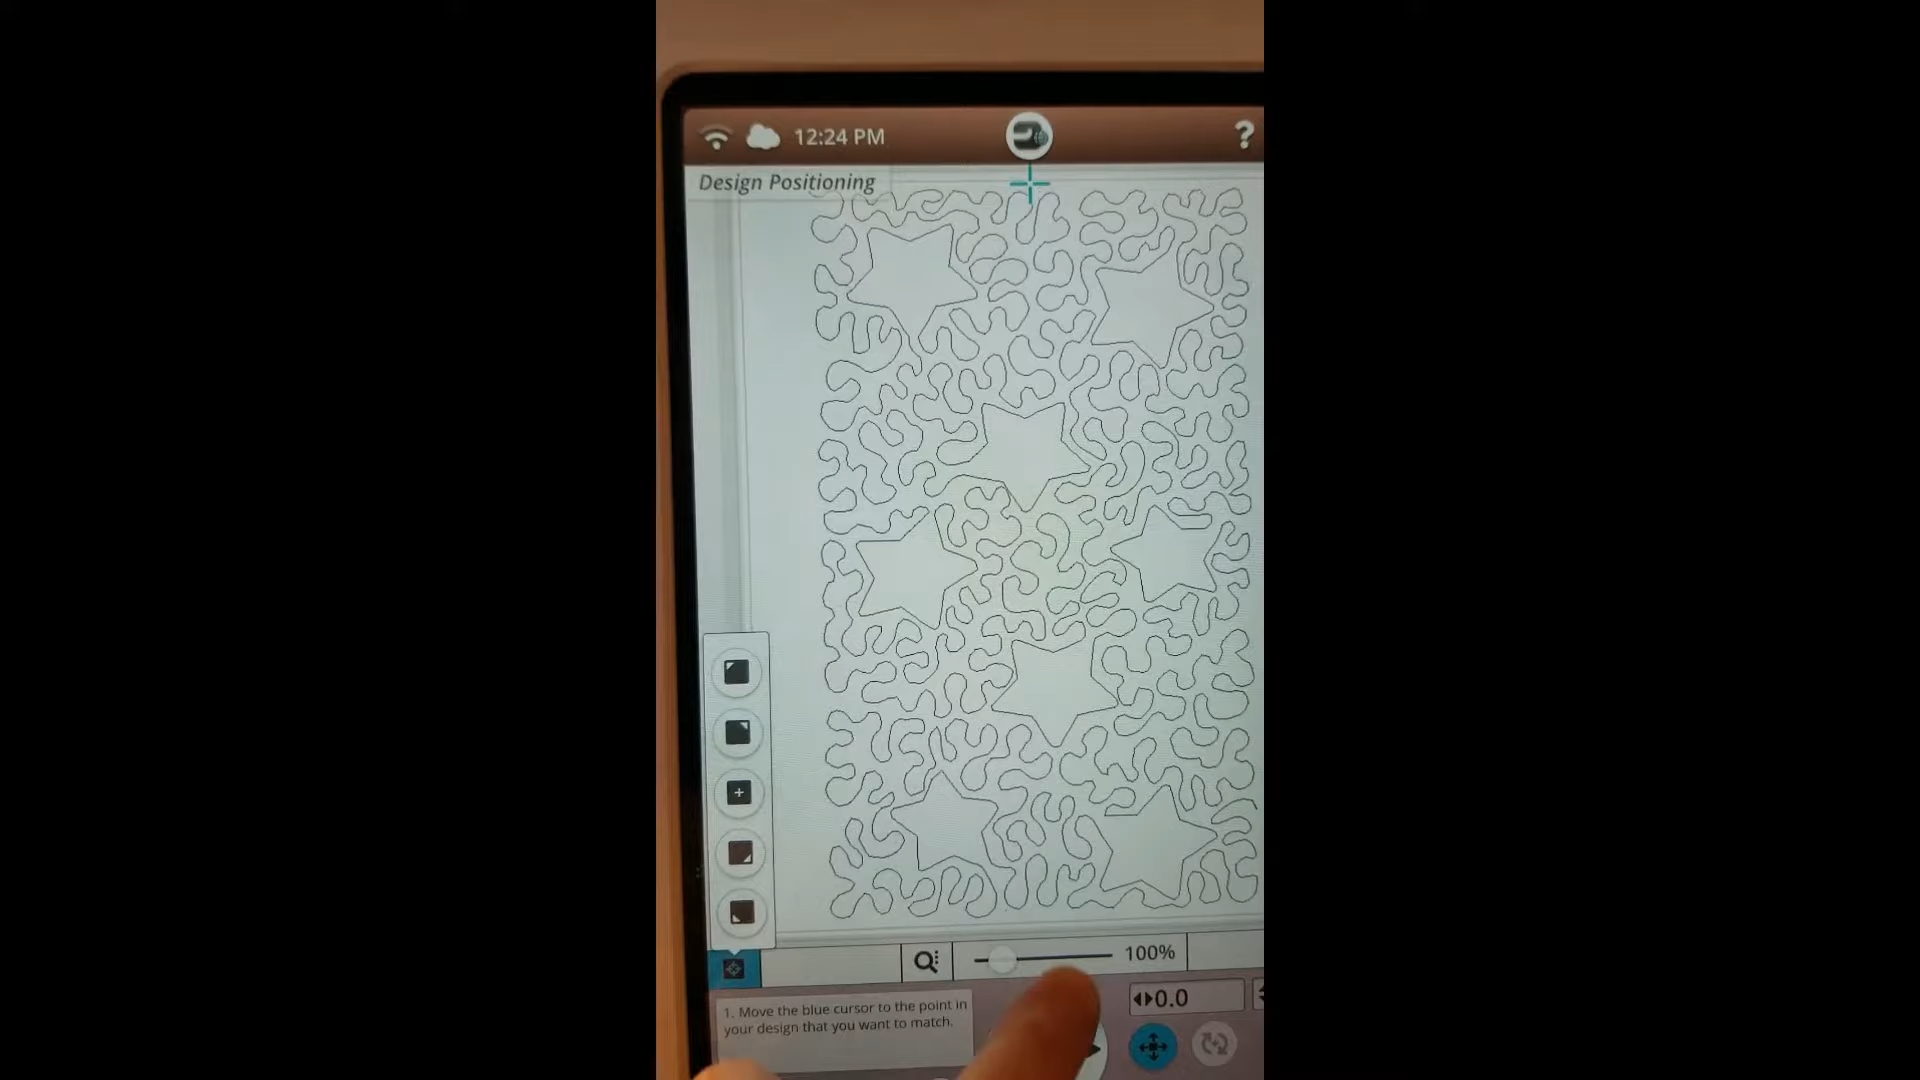 12:24 PM
?
Design Positioning
100%
0.0
1. Move the blue cursor to the point in
your design that you want to match.